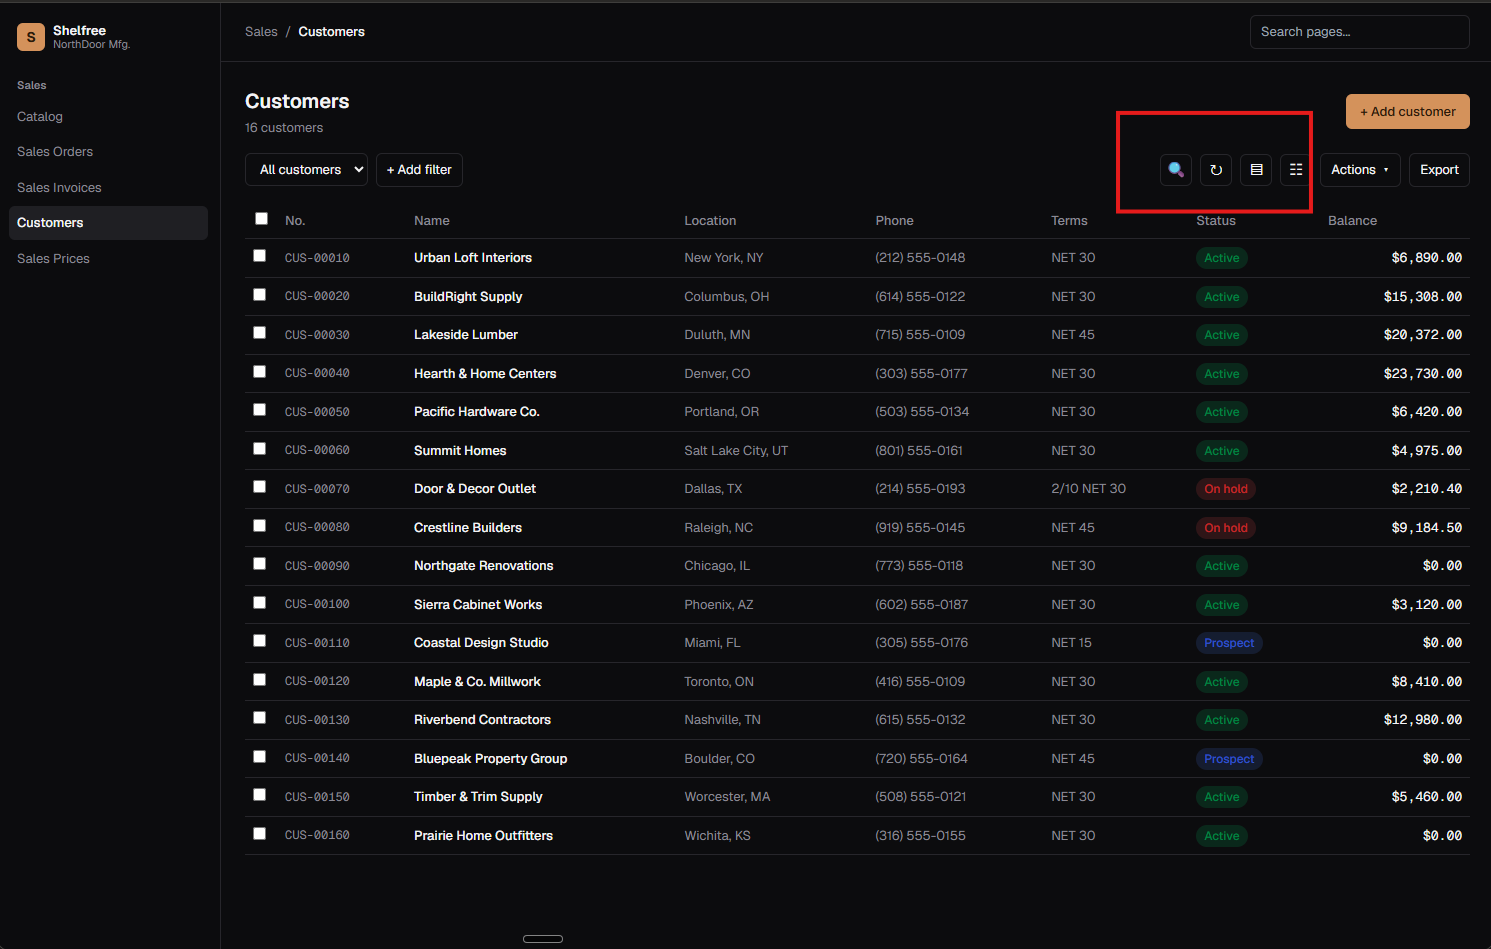 S
Shelfree
NorthDoor Mfg.
Sales / Customers
Search pages...
Sales
Catalog
Sales Orders
Sales Invoices
Customers
Sales Prices
Customers
16 customers
+ Add customer
All customers
+ Add filter
Actions
Export
No. Name Location Phone Terms Status Balance
CUS-00010 Urban Loft Interiors New York, NY (212) 555-0148 NET 30 Active $6,890.00
CUS-00020 BuildRight Supply Columbus, OH (614) 555-0122 NET 30 Active $15,308.00
CUS-00030 Lakeside Lumber Duluth, MN (715) 555-0109 NET 45 Active $20,372.00
CUS-00040 Hearth & Home Centers Denver, CO (303) 555-0177 NET 30 Active $23,730.00
CUS-00050 Pacific Hardware Co. Portland, OR (503) 555-0134 NET 30 Active $6,420.00
CUS-00060 Summit Homes Salt Lake City, UT (801) 555-0161 NET 30 Active $4,975.00
CUS-00070 Door & Decor Outlet Dallas, TX (214) 555-0193 2/10 NET 30 On hold $2,210.40
CUS-00080 Crestline Builders Raleigh, NC (919) 555-0145 NET 45 On hold $9,184.50
CUS-00090 Northgate Renovations Chicago, IL (773) 555-0118 NET 30 Active $0.00
CUS-00100 Sierra Cabinet Works Phoenix, AZ (602) 555-0187 NET 30 Active $3,120.00
CUS-00110 Coastal Design Studio Miami, FL (305) 555-0176 NET 15 Prospect $0.00
CUS-00120 Maple & Co. Millwork Toronto, ON (416) 555-0109 NET 30 Active $8,410.00
CUS-00130 Riverbend Contractors Nashville, TN (615) 555-0132 NET 30 Active $12,980.00
CUS-00140 Bluepeak Property Group Boulder, CO (720) 555-0164 NET 45 Prospect $0.00
CUS-00150 Timber & Trim Supply Worcester, MA (508) 555-0121 NET 30 Active $5,460.00
CUS-00160 Prairie Home Outfitters Wichita, KS (316) 555-0155 NET 30 Active $0.00